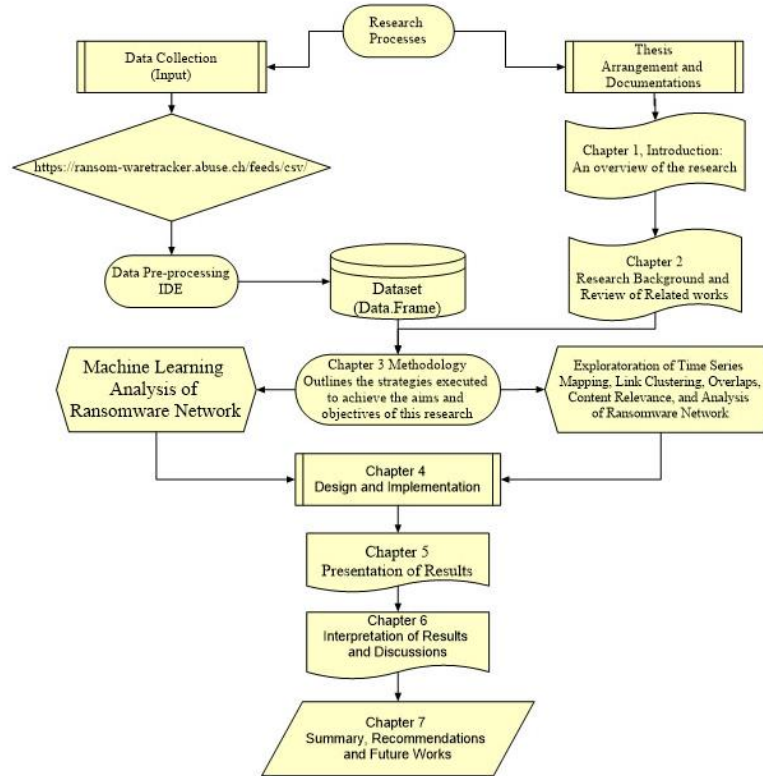 Research
Processes
Data Collection
(Input)
Thesis
Arrangement and
Documentations
https://ransom-waretracker.abuse.ch/feeds/csv/
Chapter 1, Introduction:
An overview of the research
Data Pre-processing
IDE
Dataset
(Data.Frame)
Chapter 2
Research Background and
Review of Related works
Machine Learning
Analysis of
Ransomware Network
Chapter 3 Methodology
Outlines the strategies executed
to achieve the aims and
objectives of this research
Exploratoration of Time Series
Mapping, Link Clustering, Overlaps,
Content Relevance, and Analysis
of Ransomware Network
Chapter 4
Design and Implementation
Chapter 5
Presentation of Results
Chapter 6
Interpretation of Results
and Discussions
Chapter 7
Summary, Recommendations
and Future Works